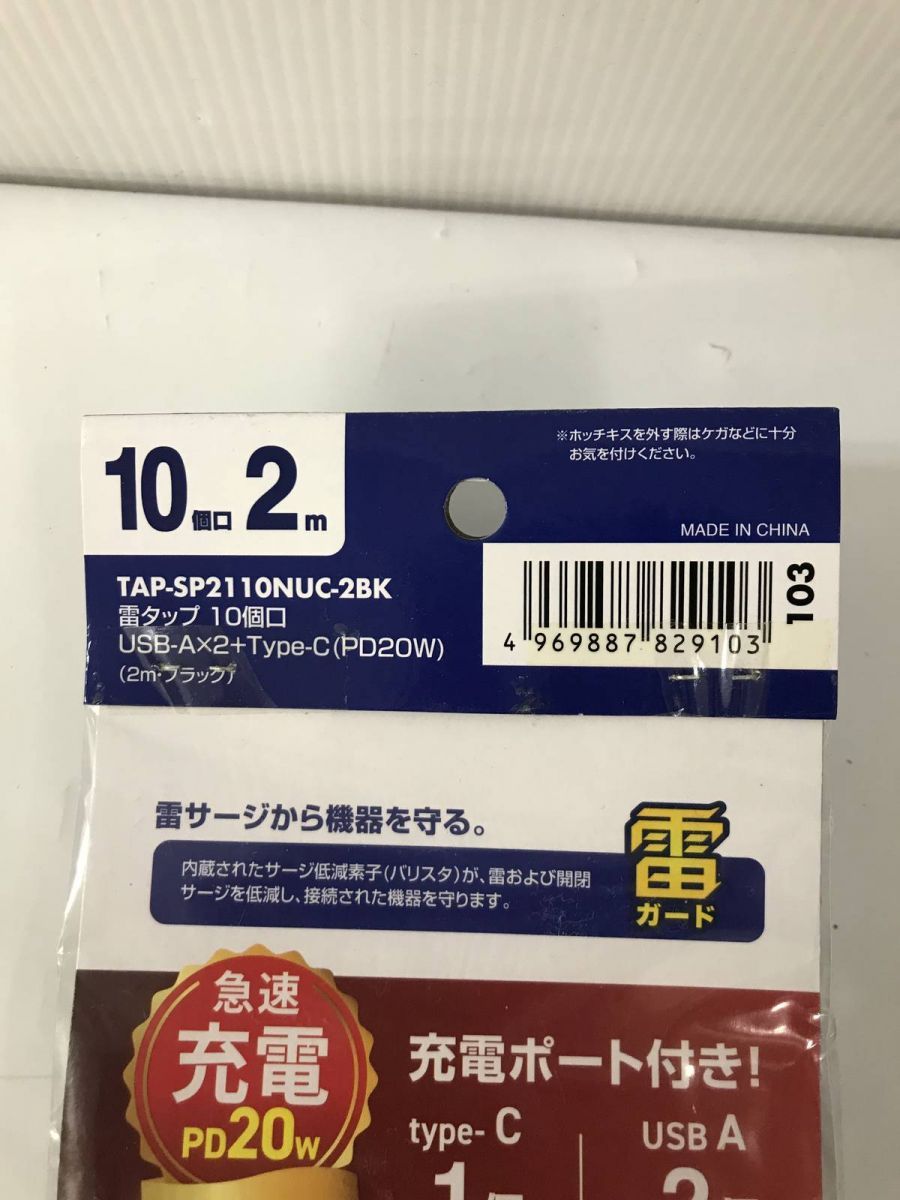 10個口 2m
※ホッチキスを外す際はケガなどに十分
お気を付けください。
MADE IN CHINA
TAP-SP2110NUC-2BK
雷タップ 10個口
USB-A×2+Type-C(PD20W)
(2m・ブラック)
4 969887 829103
103
雷サージから機器を守る。
内蔵されたサージ低減素子(バリスタ)が、雷および開閉
サージを低減し、接続された機器を守ります。
雷
ガード
急速
充電
PD20W
充電ポート付き!
type-C
USB A
1
2